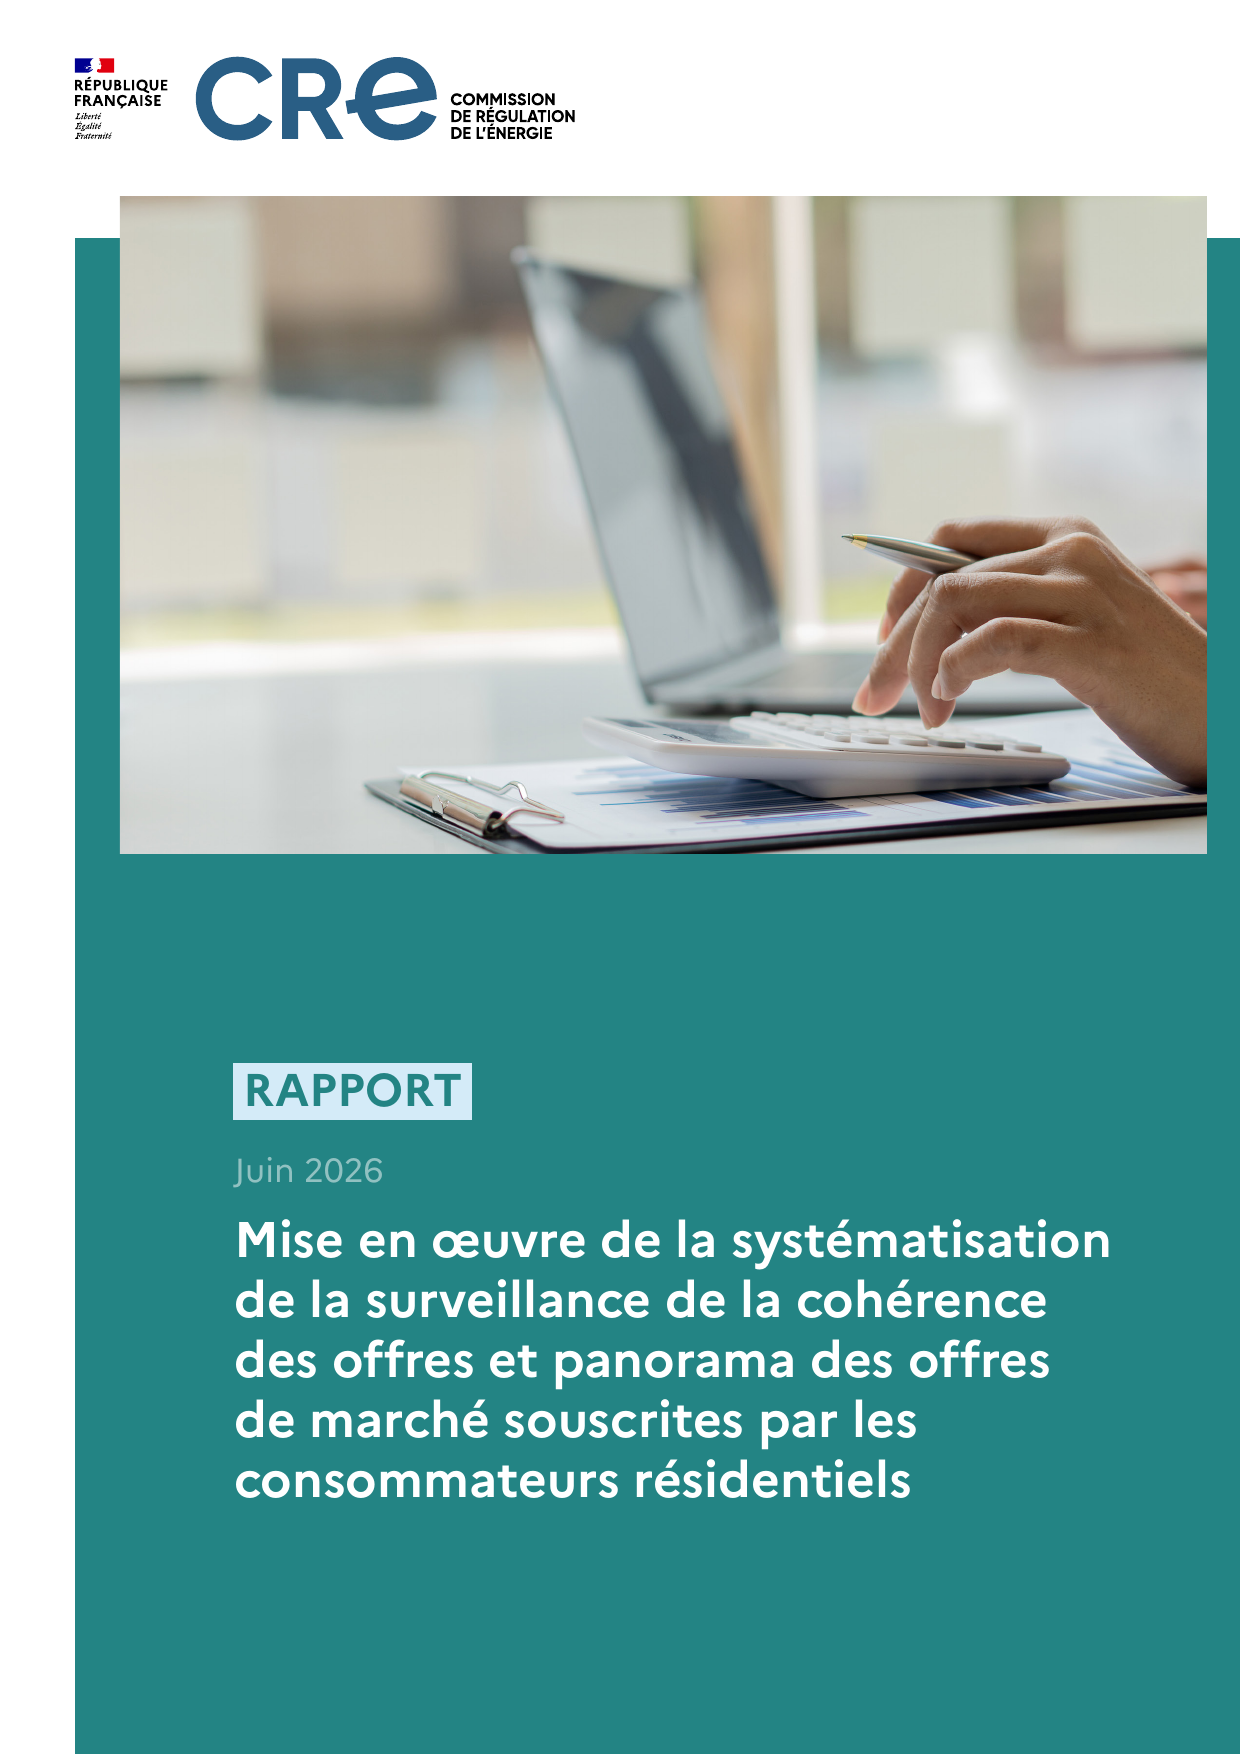 RÉPUBLIQUE
FRANÇAISE
Liberté
Égalité
Fraternité
CRe
COMMISSION
DE RÉGULATION
DE L'ÉNERGIE
RAPPORT
Juin 2026
Mise en œuvre de la systématisation
de la surveillance de la cohérence
des offres et panorama des offres
de marché souscrites par les
consommateurs résidentiels